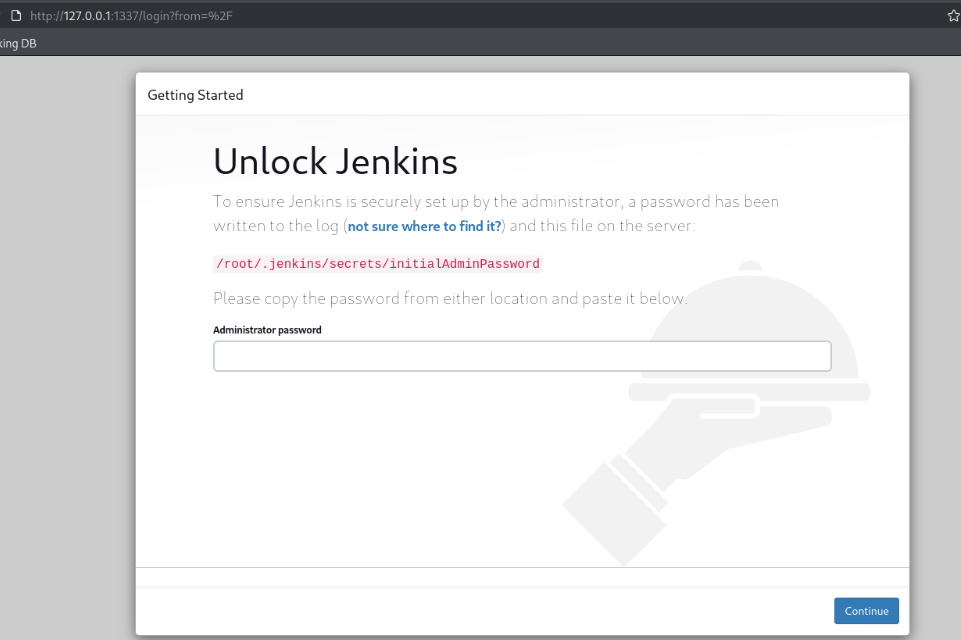 http://127.0.0.1:1337/login?from=%2F
king DB
Getting Started
Unlock Jenkins
To ensure Jenkins is securely set up by the administrator, a password has been
written to the log (not sure where to find it?) and this file on the server:
/root/.jenkins/secrets/initialAdminPassword
Please copy the password from either location and paste it below.
Administrator password
Continue